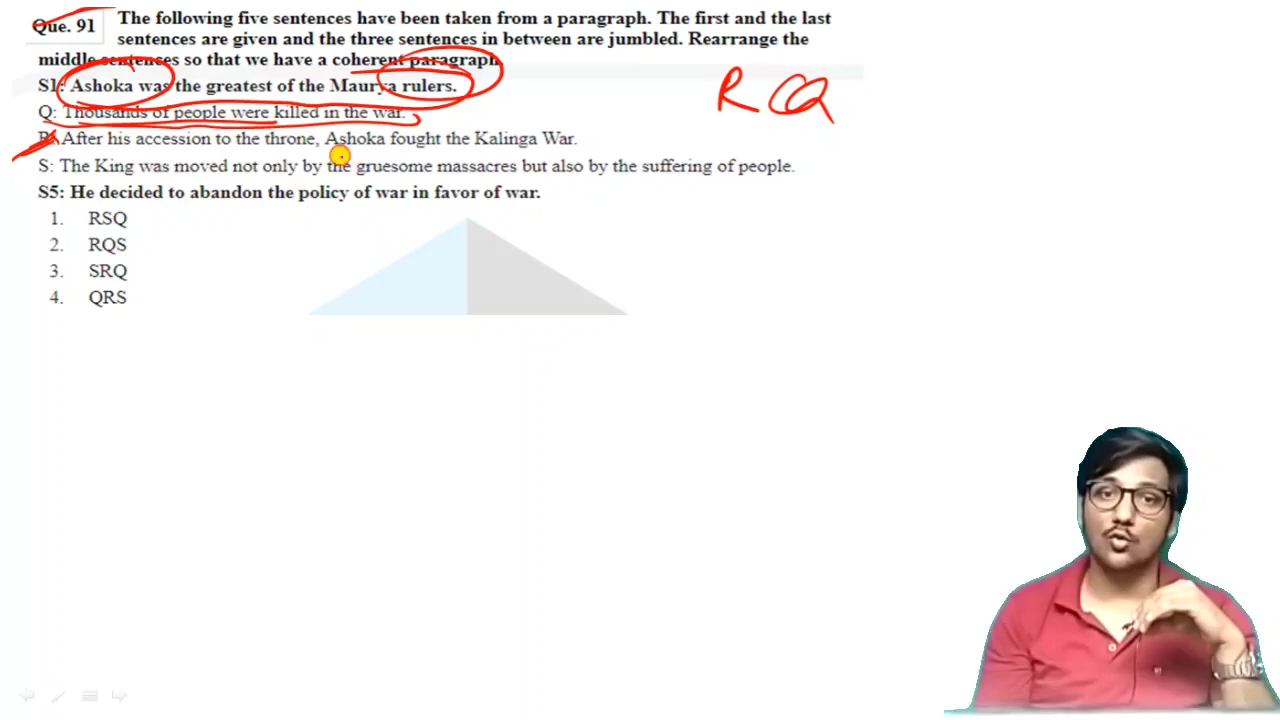 Que. 91
The following five sentences have been taken from a paragraph. The first and the last
sentences are given and the three sentences in between are jumbled. Rearrange the
middle sentences so that we have a coherent paragraph.
S1: Ashoka was the greatest of the Maurya rulers.
Q: Thousands of people were killed in the war.
R: After his accession to the throne, Ashoka fought the Kalinga War.
S: The King was moved not only by the gruesome massacres but also by the suffering of people.
S5: He decided to abandon the policy of war in favor of war.
1. RSQ
2. RQS
3. SRQ
4. QRS
R Q